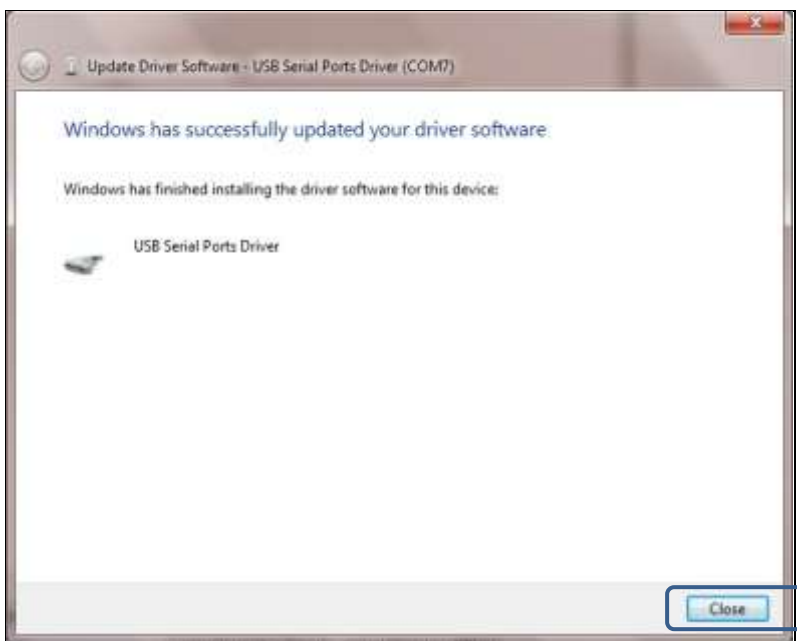 Update Driver Software - USB Serial Ports Driver (COM7)
Windows has successfully updated your driver software
Windows has finished installing the driver software for this device:
USB Serial Ports Driver
Close